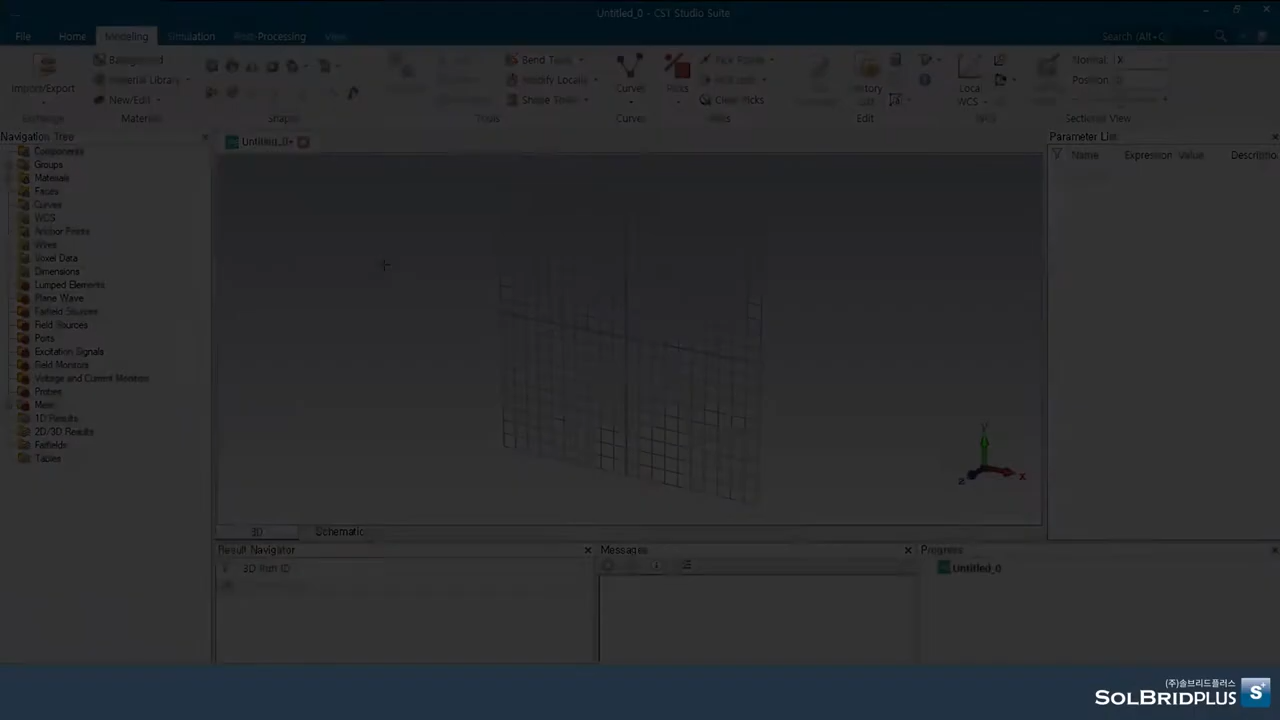 Untitled_0 - CST Studio Suite
File Home Modeling Simulation Post-Processing View Search (Alt+Q)
Import/Export
Background
Material Library
New/Edit
Bend Tools
Modify Locally
Shape Tools
Curves
Picks
Pick Points
Clear Picks
History List
Local WCS
Normal: X
Position:
Exchange Materials Shapes Tools Curves Picks Edit WCS Sectional View
Navigation Tree
Components
Groups
Materials
Faces
Curves
WCS
Anchor Points
Wires
Voxel Data
Dimensions
Lumped Elements
Plane Wave
Farfield Sources
Field Sources
Ports
Excitation Signals
Field Monitors
Voltage and Current Monitors
Probes
Mesh
1D Results
2D/3D Results
Farfields
Tables
Untitled_0*
y
z
x
3D Schematic
Parameter List
Name Expression Value Descriptio
Result Navigator
3D Run ID
Messages
Progress
Untitled_0
(주)솔브리드플러스
SOLBRIDPLUS S+